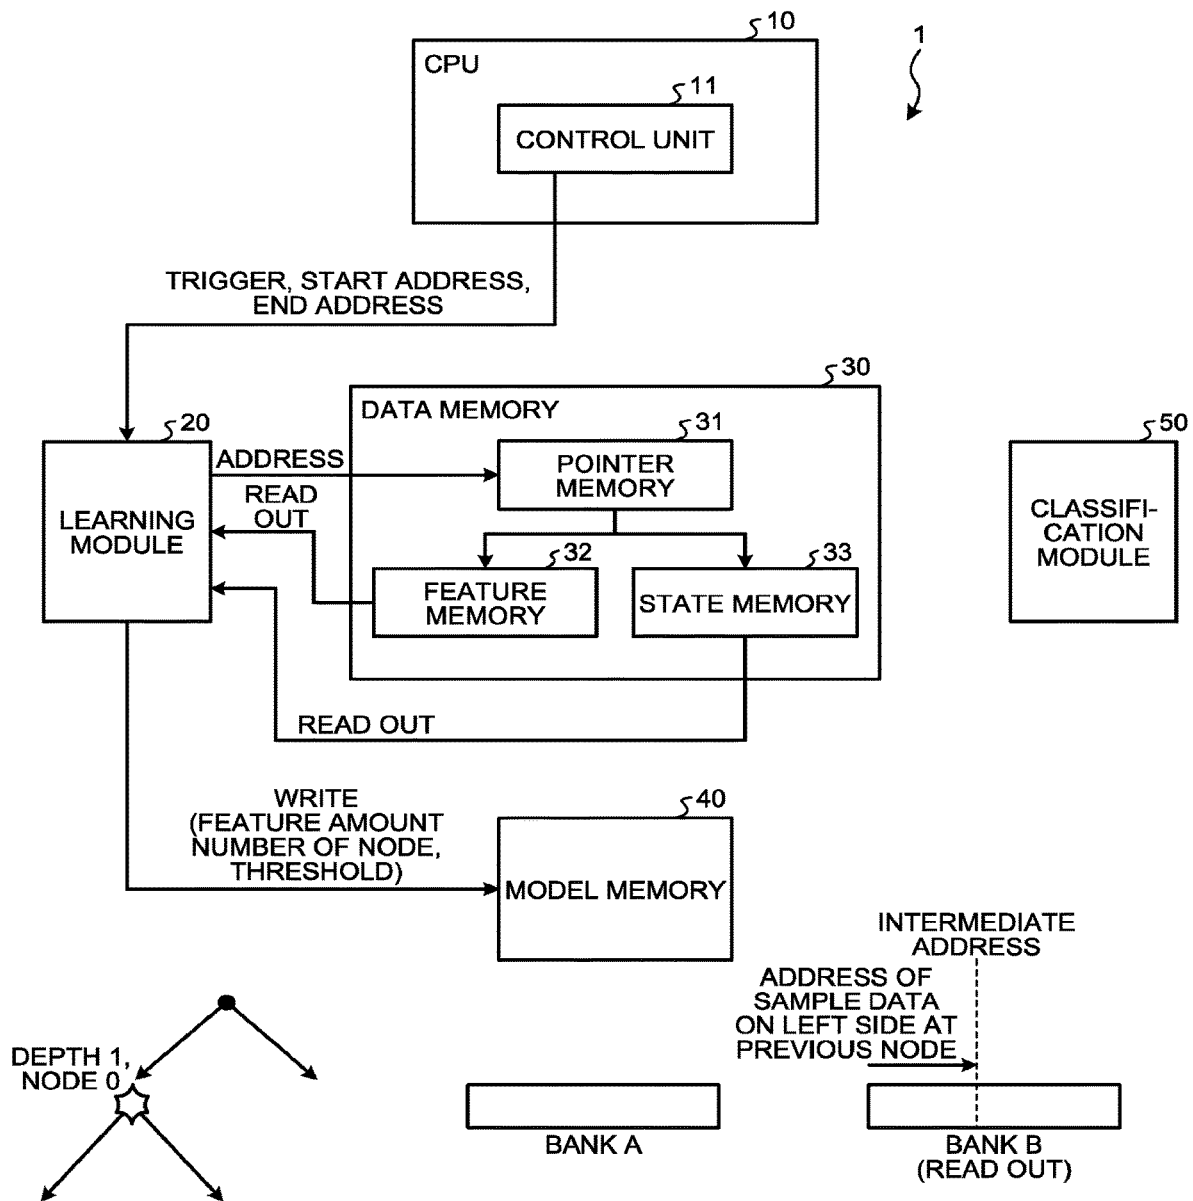 10
1
CPU
11
CONTROL UNIT
TRIGGER, START ADDRESS,
END ADDRESS
30
20
DATA MEMORY
31
50
ADDRESS
POINTER
MEMORY
READ
OUT
LEARNING
MODULE
CLASSIFI-
CATION
MODULE
32
33
FEATURE
MEMORY
STATE MEMORY
READ OUT
WRITE
(FEATURE AMOUNT
NUMBER OF NODE,
THRESHOLD)
40
MODEL MEMORY
INTERMEDIATE
ADDRESS
ADDRESS OF
SAMPLE DATA
ON LEFT SIDE AT
PREVIOUS NODE
DEPTH 1,
NODE 0
BANK A
BANK B
(READ OUT)